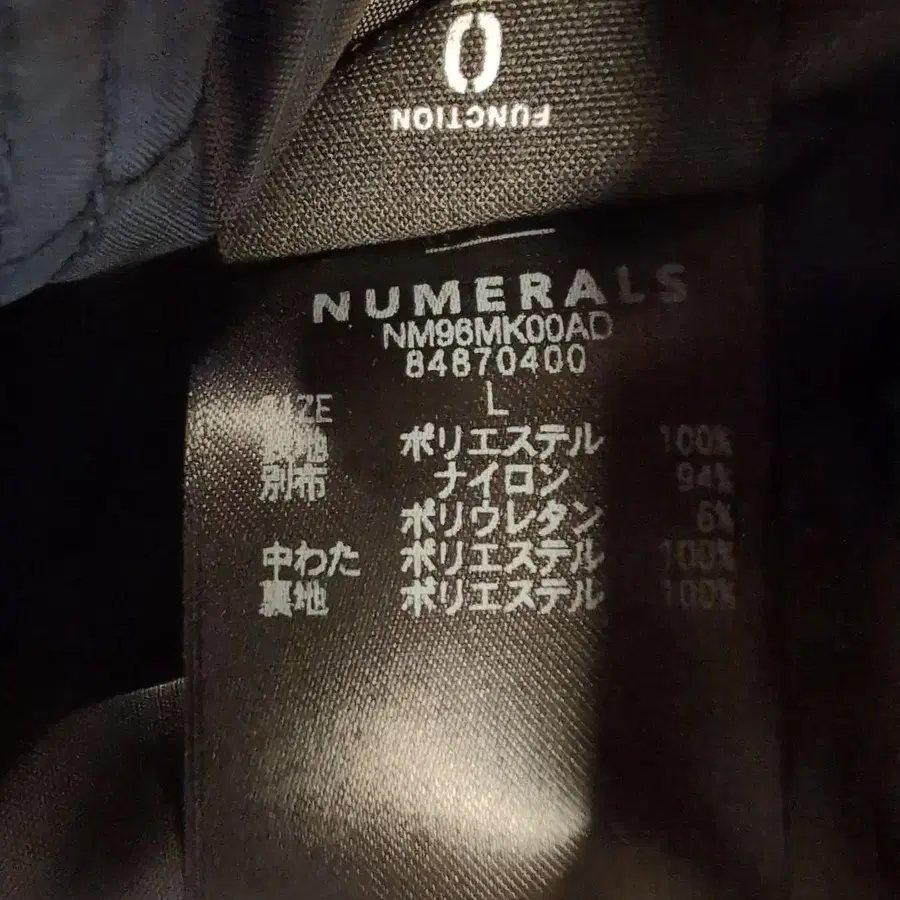 0
FUNCTION
NUMERALS
NM96MK00AD
84870400
SIZE L
表地 ポリエステル 100%
別布 ナイロン 94%
ポリウレタン 6%
中わた ポリエステル 100%
裏地 ポリエステル 100%